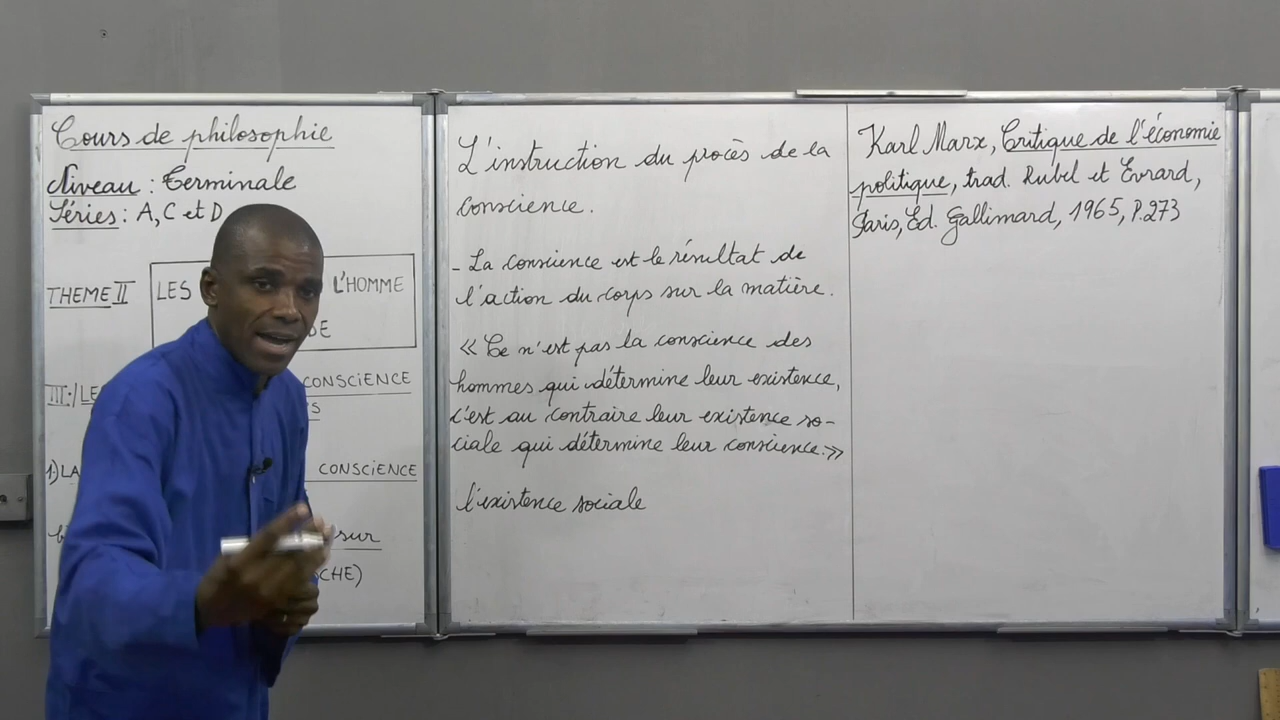 Cours de philosophie
Niveau : Terminale
Séries : A, C et D
THEME II
LES L'HOMME
DE
III-/LE CONSCIENCE
1)LA CONSCIENCE
sur
CHE)
L'instruction du procès de la
conscience.
- La conscience est le résultat de
l'action du corps sur la matière.
« Ce n'est pas la conscience des
hommes qui détermine leur existence,
c'est au contraire leur existence so-
ciale qui détermine leur conscience.»
l'existence sociale
Karl Marx, Critique de l'économie
politique, trad. Rubel et Evrard,
Paris, Ed. Gallimard, 1965, P.273